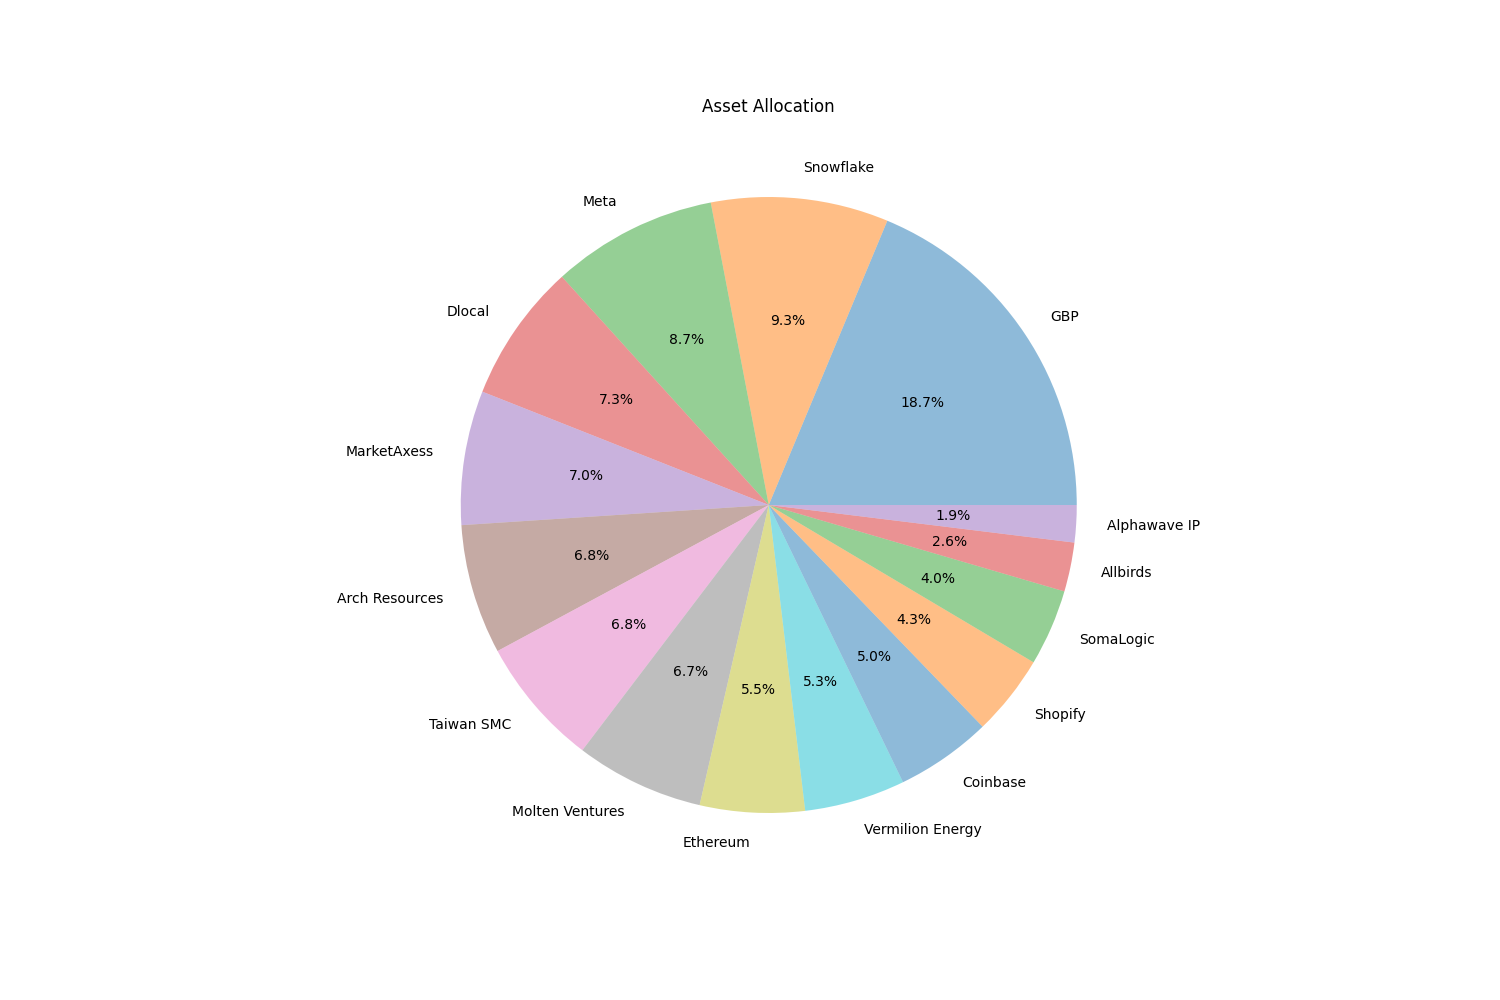 Asset Allocation
GBP
18.7%
Snowflake
9.3%
Meta
8.7%
Dlocal
7.3%
MarketAxess
7.0%
Arch Resources
6.8%
Taiwan SMC
6.8%
Molten Ventures
6.7%
Ethereum
5.5%
Vermilion Energy
5.3%
Coinbase
5.0%
Shopify
4.3%
SomaLogic
4.0%
Allbirds
2.6%
Alphawave IP
1.9%